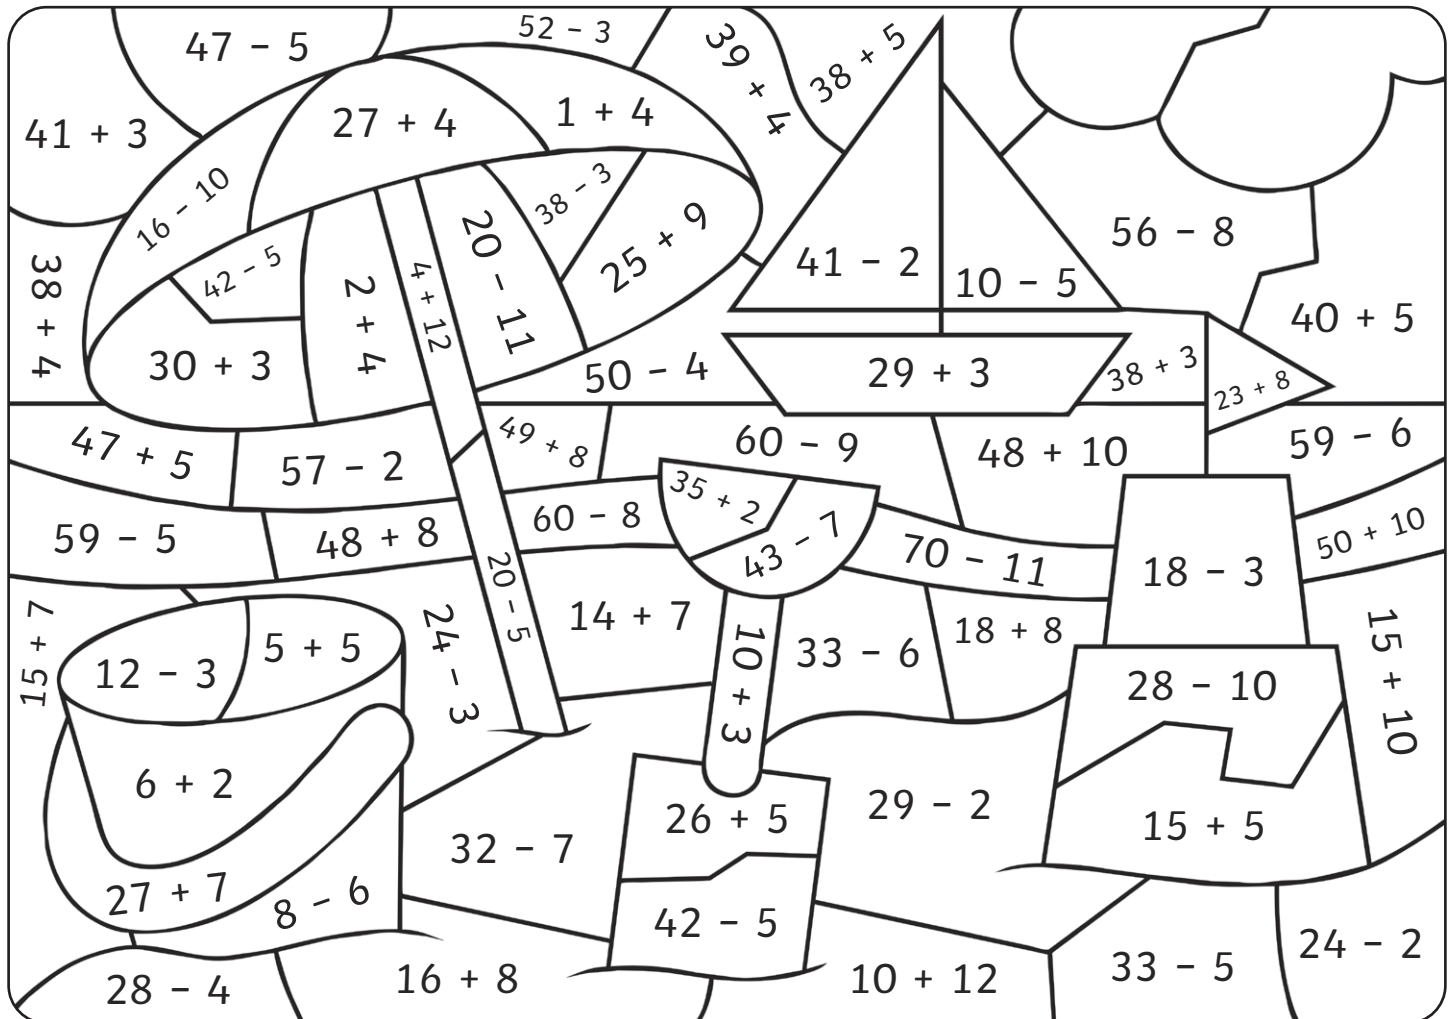 47 − 5
52 − 3
39 + 4
38 + 5
41 + 3
27 + 4
1 + 4
16 − 10
38 − 3
25 + 9
56 − 8
38 + 4
42 − 5
2 + 4
4 + 12
20 − 11
41 − 2
10 − 5
40 + 5
30 + 3
50 − 4
29 + 3
38 + 3
23 + 8
47 + 5
57 − 2
49 + 8
60 − 9
48 + 10
59 − 6
59 − 5
48 + 8
60 − 8
35 + 2
43 − 7
70 − 11
18 − 3
50 + 10
15 + 7
12 − 3
5 + 5
24 − 3
20 − 5
14 + 7
10 + 3
33 − 6
18 + 8
28 − 10
15 + 10
6 + 2
32 − 7
26 + 5
29 − 2
15 + 5
27 + 7
8 − 6
42 − 5
28 − 4
16 + 8
10 + 12
33 − 5
24 − 2